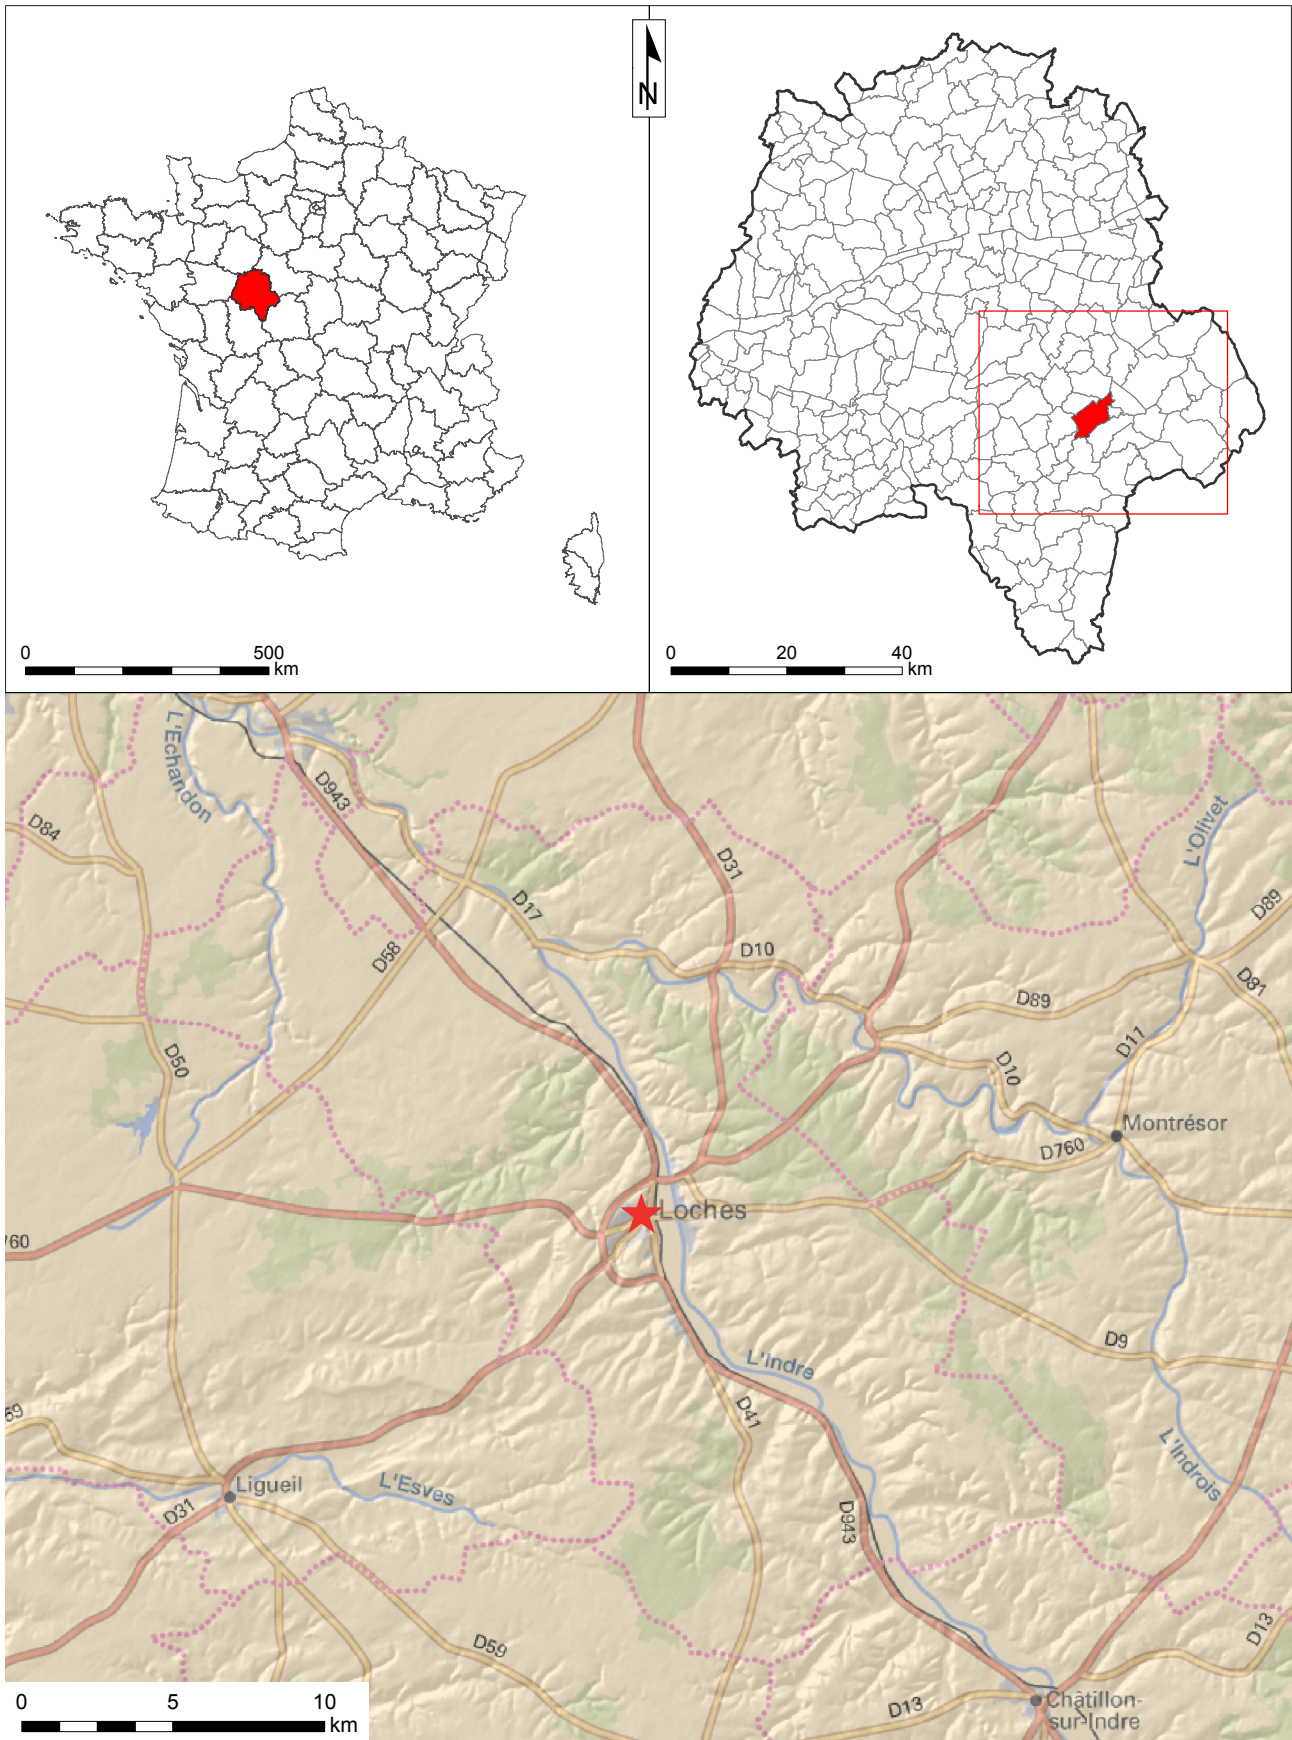 N
0 500 km
0 20 40 km
L'Echandon
D943
D84
D31
L'Olivet
D17
D89
D58
D10
D81
D89
D11
D50
D10
Montrésor
D760
Loches
760
D9
L'Indre
D41
69
L'Indrois
Ligueil
L'Esves
D31
D943
D13
D59
0 5 10 km
D13
Châtillon-
sur-Indre